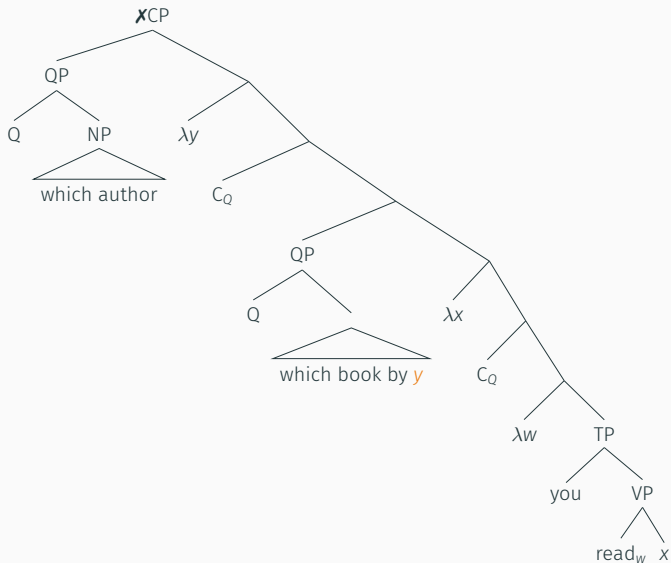 ✗CP
QP
Q NP λy
which author C_Q
QP
Q λx
which book by y C_Q
λw TP
you VP
read_w x